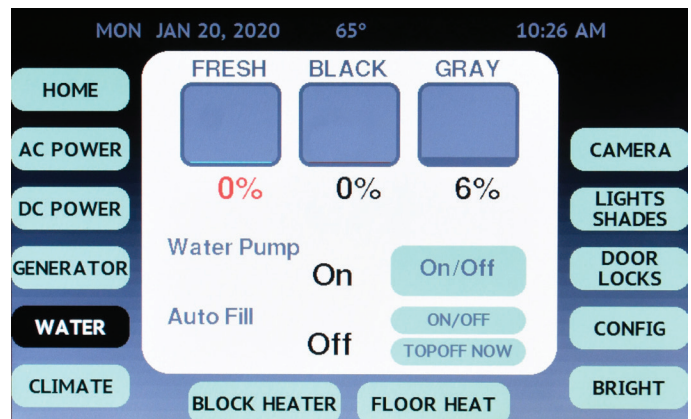 MON JAN 20, 2020 65° 10:26 AM
FRESH BLACK GRAY
0% 0% 6%
Water Pump On On/Off
Auto Fill Off ON/OFF
TOPOFF NOW
HOME
AC POWER
DC POWER
GENERATOR
WATER
CLIMATE
CAMERA
LIGHTS
SHADES
DOOR
LOCKS
CONFIG
BRIGHT
BLOCK HEATER FLOOR HEAT